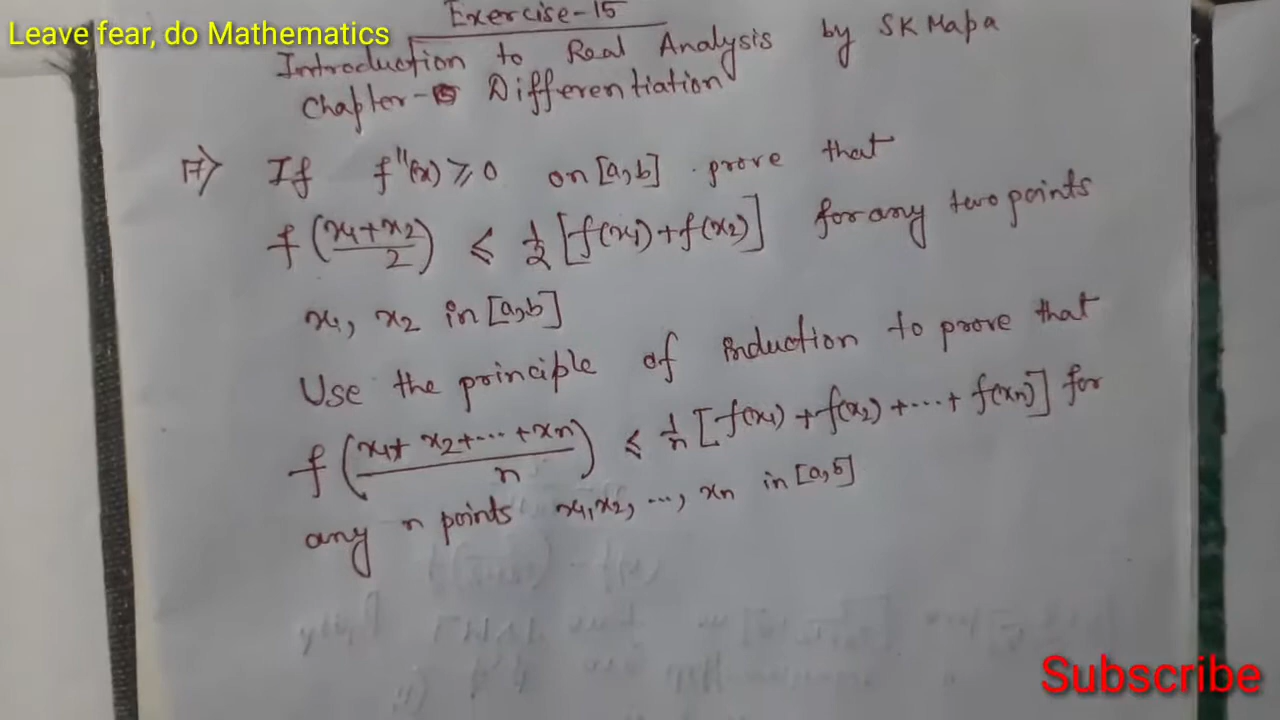 Leave fear, do Mathematics
Exercise-15
Introduction to Real Analysis by SK Mapa
Chapter- Differentiation
17> If f''(x) ⩾ 0 on [a,b] prove that
f(x₁+x₂/2) ⩽ 1/2 [f(x₁)+f(x₂)] for any two points
x₁, x₂ in [a,b]
Use the principle of induction to prove that
f(x₁+x₂+···+xn/n) ⩽ 1/n [f(x₁)+f(x₂)+···+f(xn)] for
any n points x₁,x₂,···,xn in [a,b]
Subscribe